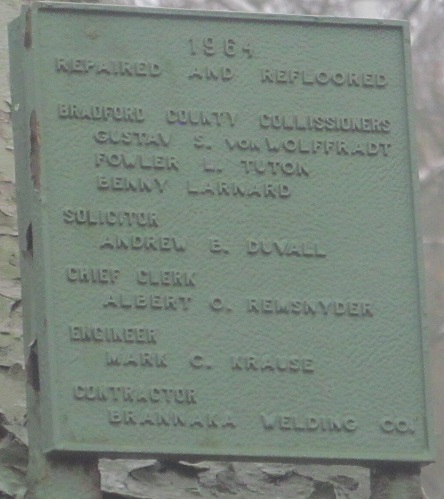 1964
REPAIRED AND REFLOORED
BRADFORD COUNTY COLLISSIONERS
GUSTAV S. VON WOLFFRADT
FOWLER L. TUTON
BENNY LARNARD
SOLICITOR
ANDREW B. DUVALL
CHIEF CLERK
ALBERT O. REMSNYDER
ENGINEER
MARK C. KRAUSE
CONTRACTOR
BRANNAKA WELDING CO.